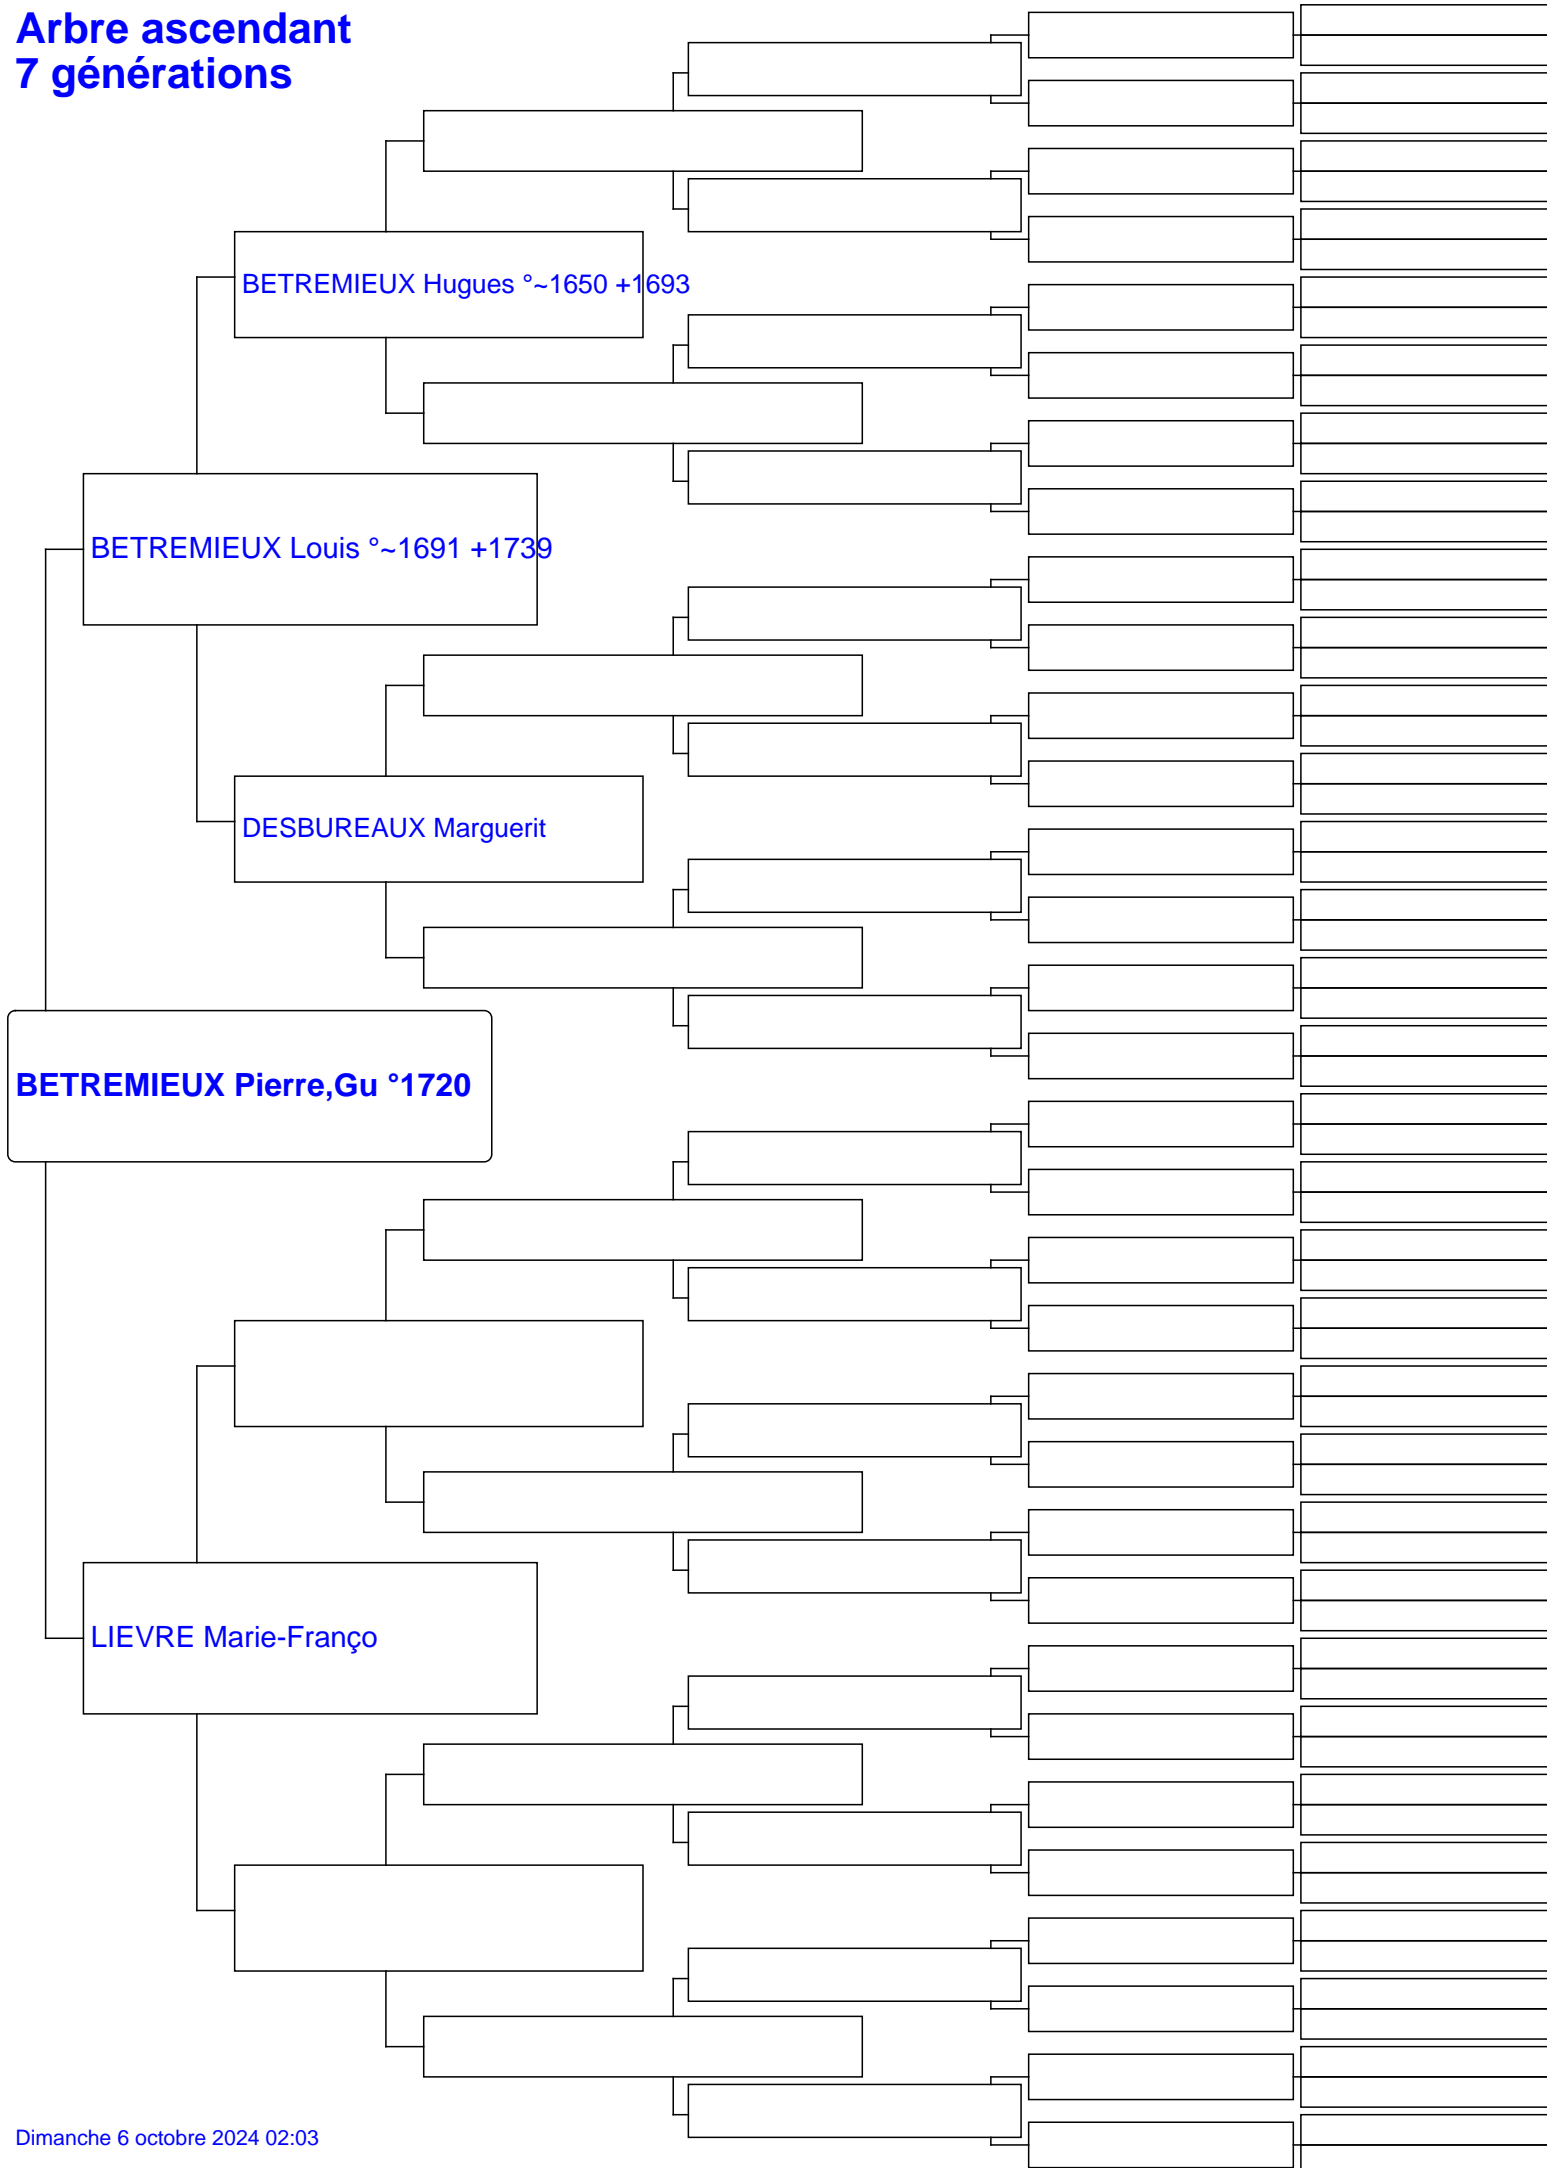 Arbre ascendant
7 générations
BETREMIEUX Hugues °~1650 +1693
BETREMIEUX Louis °~1691 +1739
DESBUREAUX Marguerit
BETREMIEUX Pierre,Gu °1720
LIEVRE Marie-Franço
Dimanche 6 octobre 2024 02:03